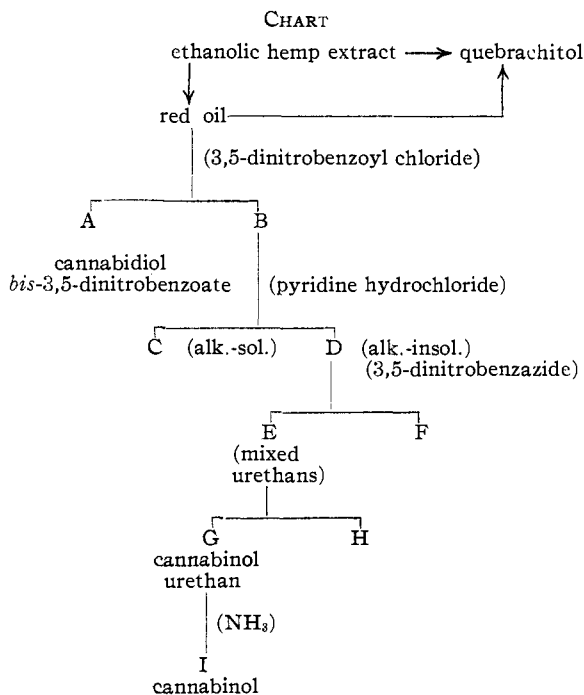 CHART
ethanolic hemp extract → quebrachitol
red oil
(3,5-dinitrobenzoyl chloride)
A B
cannabidiol
bis-3,5-dinitrobenzoate (pyridine hydrochloride)
C (alk.-sol.) D (alk.-insol.)
(3,5-dinitrobenzazide)
E F
(mixed
urethans)
G H
cannabinol
urethan
(NH₃)
I
cannabinol